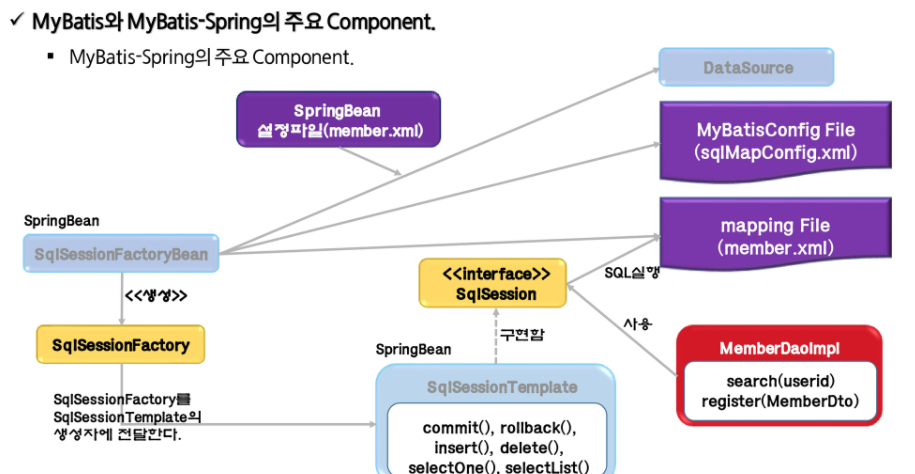 ✓ MyBatis와 MyBatis-Spring의 주요 Component.
▪ MyBatis-Spring의 주요 Component.
DataSource
SpringBean
설정파일(member.xml)
MyBatisConfig File
(sqlMapConfig.xml)
mapping File
(member.xml)
SpringBean
SqlSessionFactoryBean
<<interface>>
SqlSession
SQL실행
<<생성>>
사용
구현함
SqlSessionFactory
SpringBean
MemberDaoImpl
search(userid)
register(MemberDto)
SqlSessionTemplate
SqlSessionFactory를
SqlSessionTemplate의
생성자에 전달한다.
commit(), rollback(),
insert(), delete(),
selectOne(), selectList()